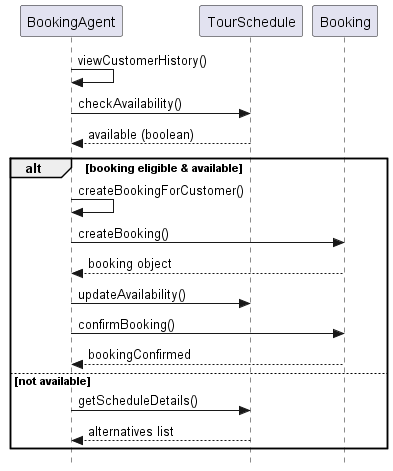 BookingAgent TourSchedule Booking
viewCustomerHistory()
checkAvailability()
available (boolean)
alt [booking eligible & available]
createBookingForCustomer()
createBooking()
booking object
updateAvailability()
confirmBooking()
bookingConfirmed
[not available]
getScheduleDetails()
alternatives list